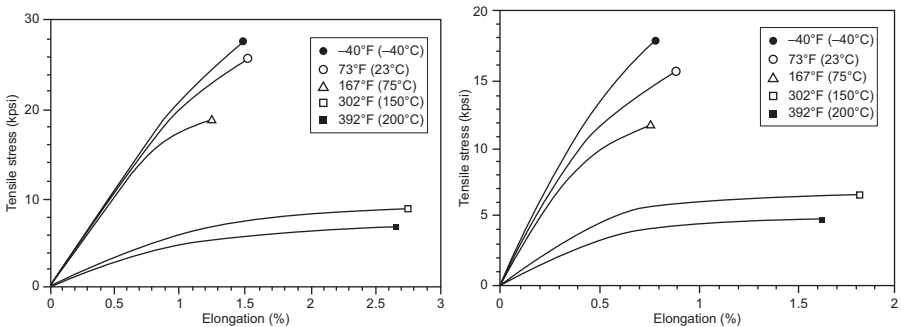 30
20
10
0
Tensile stress (kpsi)
–40°F (–40°C)
73°F (23°C)
167°F (75°C)
302°F (150°C)
392°F (200°C)
0 0.5 1 1.5 2 2.5 3
Elongation (%)
20
15
10
5
0
Tensile stress (kpsi)
–40°F (–40°C)
73°F (23°C)
167°F (75°C)
302°F (150°C)
392°F (200°C)
0 0.5 1 1.5 2
Elongation (%)